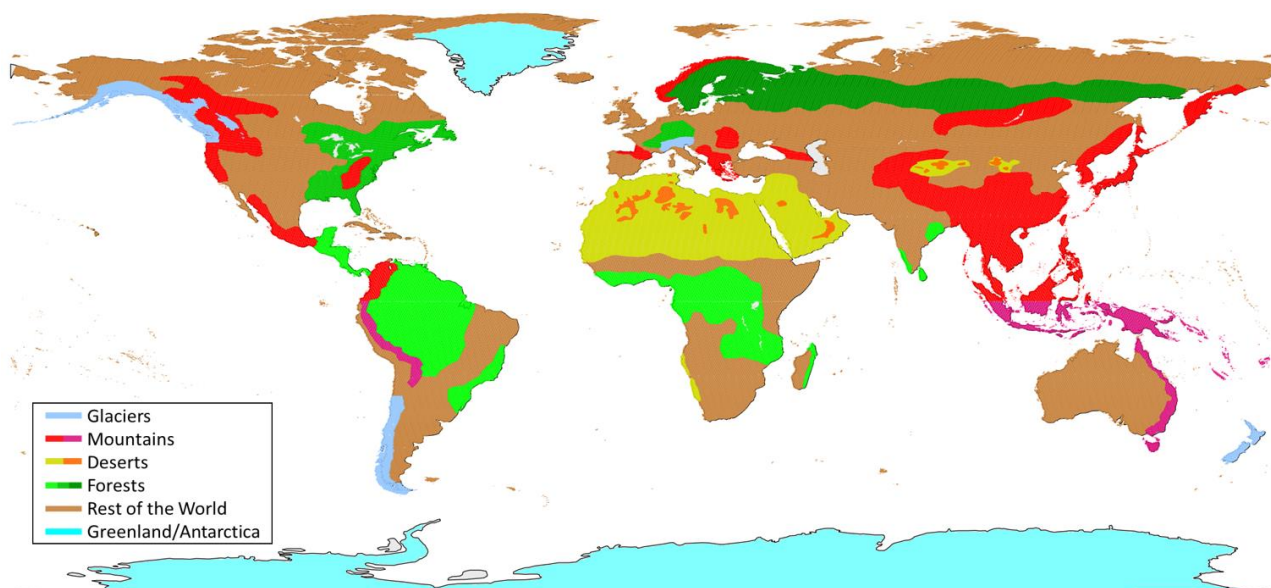 Glaciers
Mountains
Deserts
Forests
Rest of the World
Greenland/Antarctica